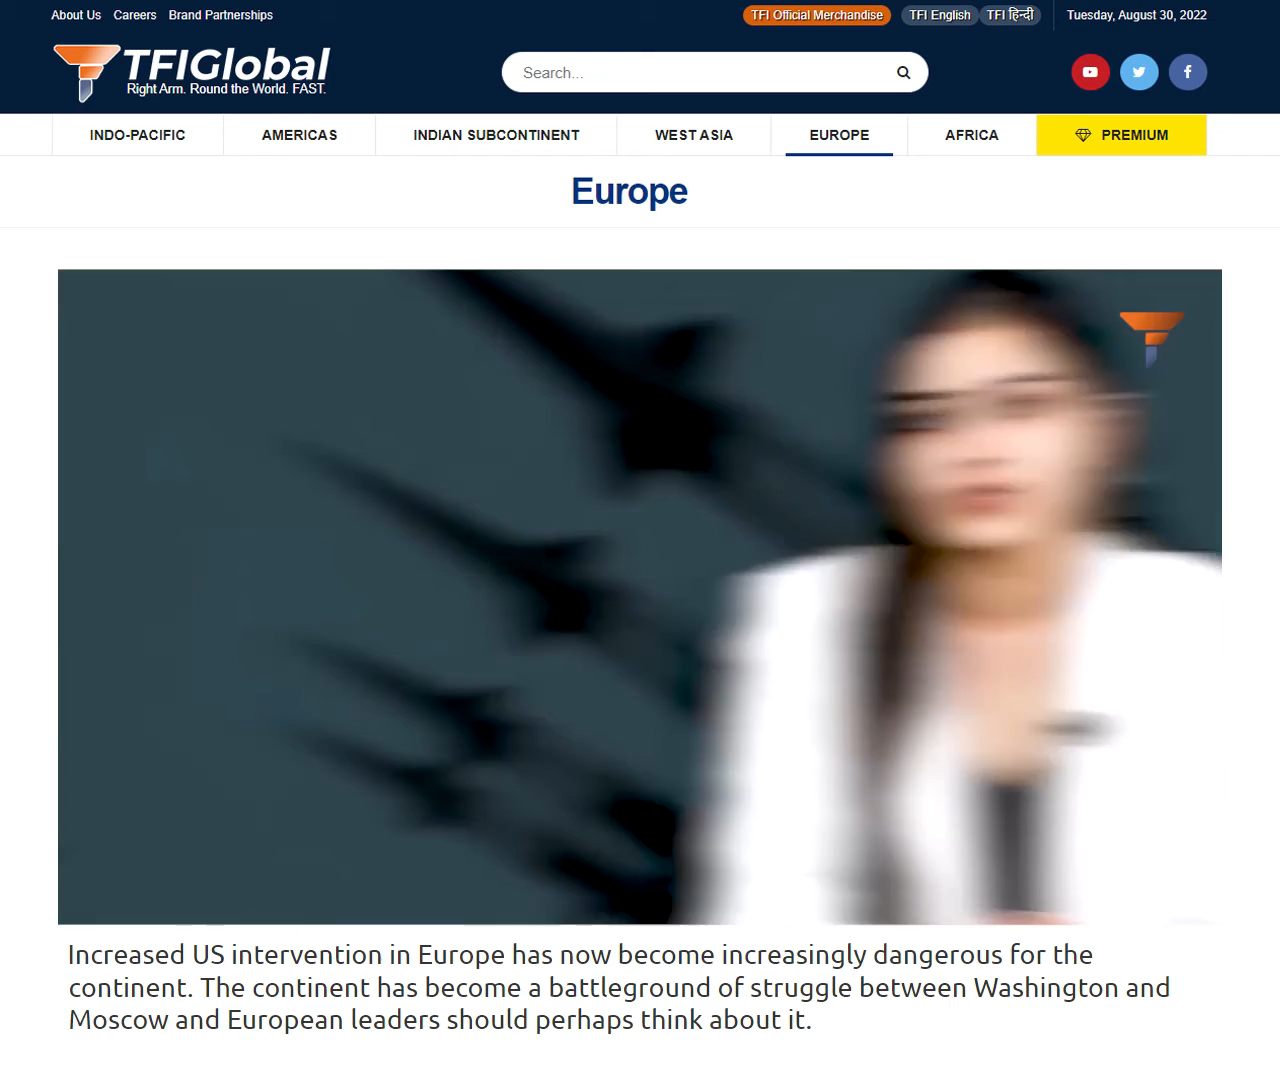 About Us Careers Brand Partnerships
TFI Official Merchandise TFI English TFI हिन्दी Tuesday, August 30, 2022
TFIGlobal
Right Arm. Round the World. FAST.
Search...
INDO-PACIFIC AMERICAS INDIAN SUBCONTINENT WEST ASIA EUROPE AFRICA PREMIUM
Europe
Increased US intervention in Europe has now become increasingly dangerous for the
continent. The continent has become a battleground of struggle between Washington and
Moscow and European leaders should perhaps think about it.